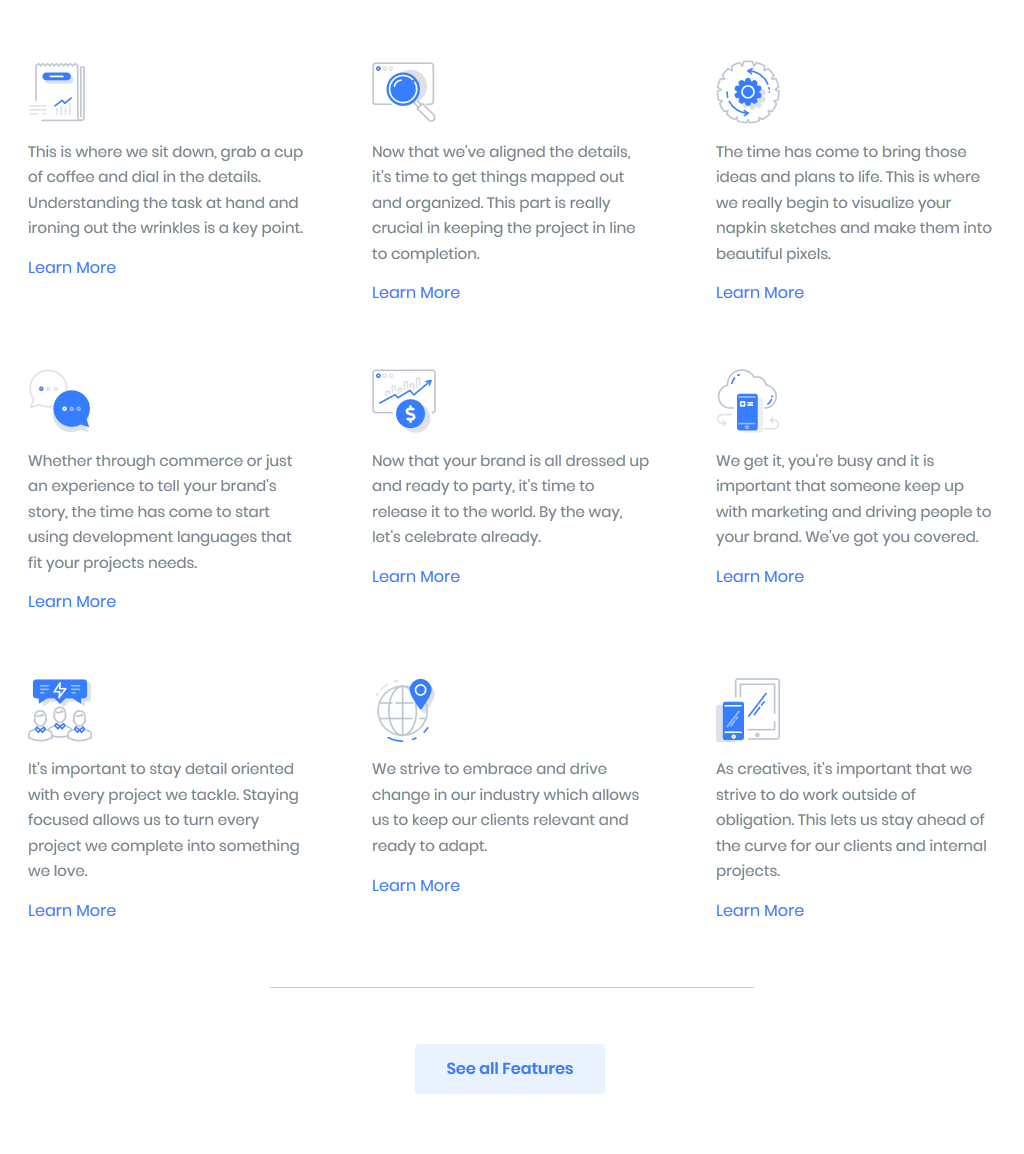 This is where we sit down, grab a cup
of coffee and dial in the details.
Understanding the task at hand and
ironing out the wrinkles is a key point.
Learn More
Now that we've aligned the details,
it's time to get things mapped out
and organized. This part is really
crucial in keeping the project in line
to completion.
Learn More
The time has come to bring those
ideas and plans to life. This is where
we really begin to visualize your
napkin sketches and make them into
beautiful pixels.
Learn More
Whether through commerce or just
an experience to tell your brand's
story, the time has come to start
using development languages that
fit your projects needs.
Learn More
Now that your brand is all dressed up
and ready to party, it's time to
release it to the world. By the way,
let's celebrate already.
Learn More
We get it, you're busy and it is
important that someone keep up
with marketing and driving people to
your brand. We've got you covered.
Learn More
It's important to stay detail oriented
with every project we tackle. Staying
focused allows us to turn every
project we complete into something
we love.
Learn More
We strive to embrace and drive
change in our industry which allows
us to keep our clients relevant and
ready to adapt.
Learn More
As creatives, it's important that we
strive to do work outside of
obligation. This lets us stay ahead of
the curve for our clients and internal
projects.
Learn More
See all Features